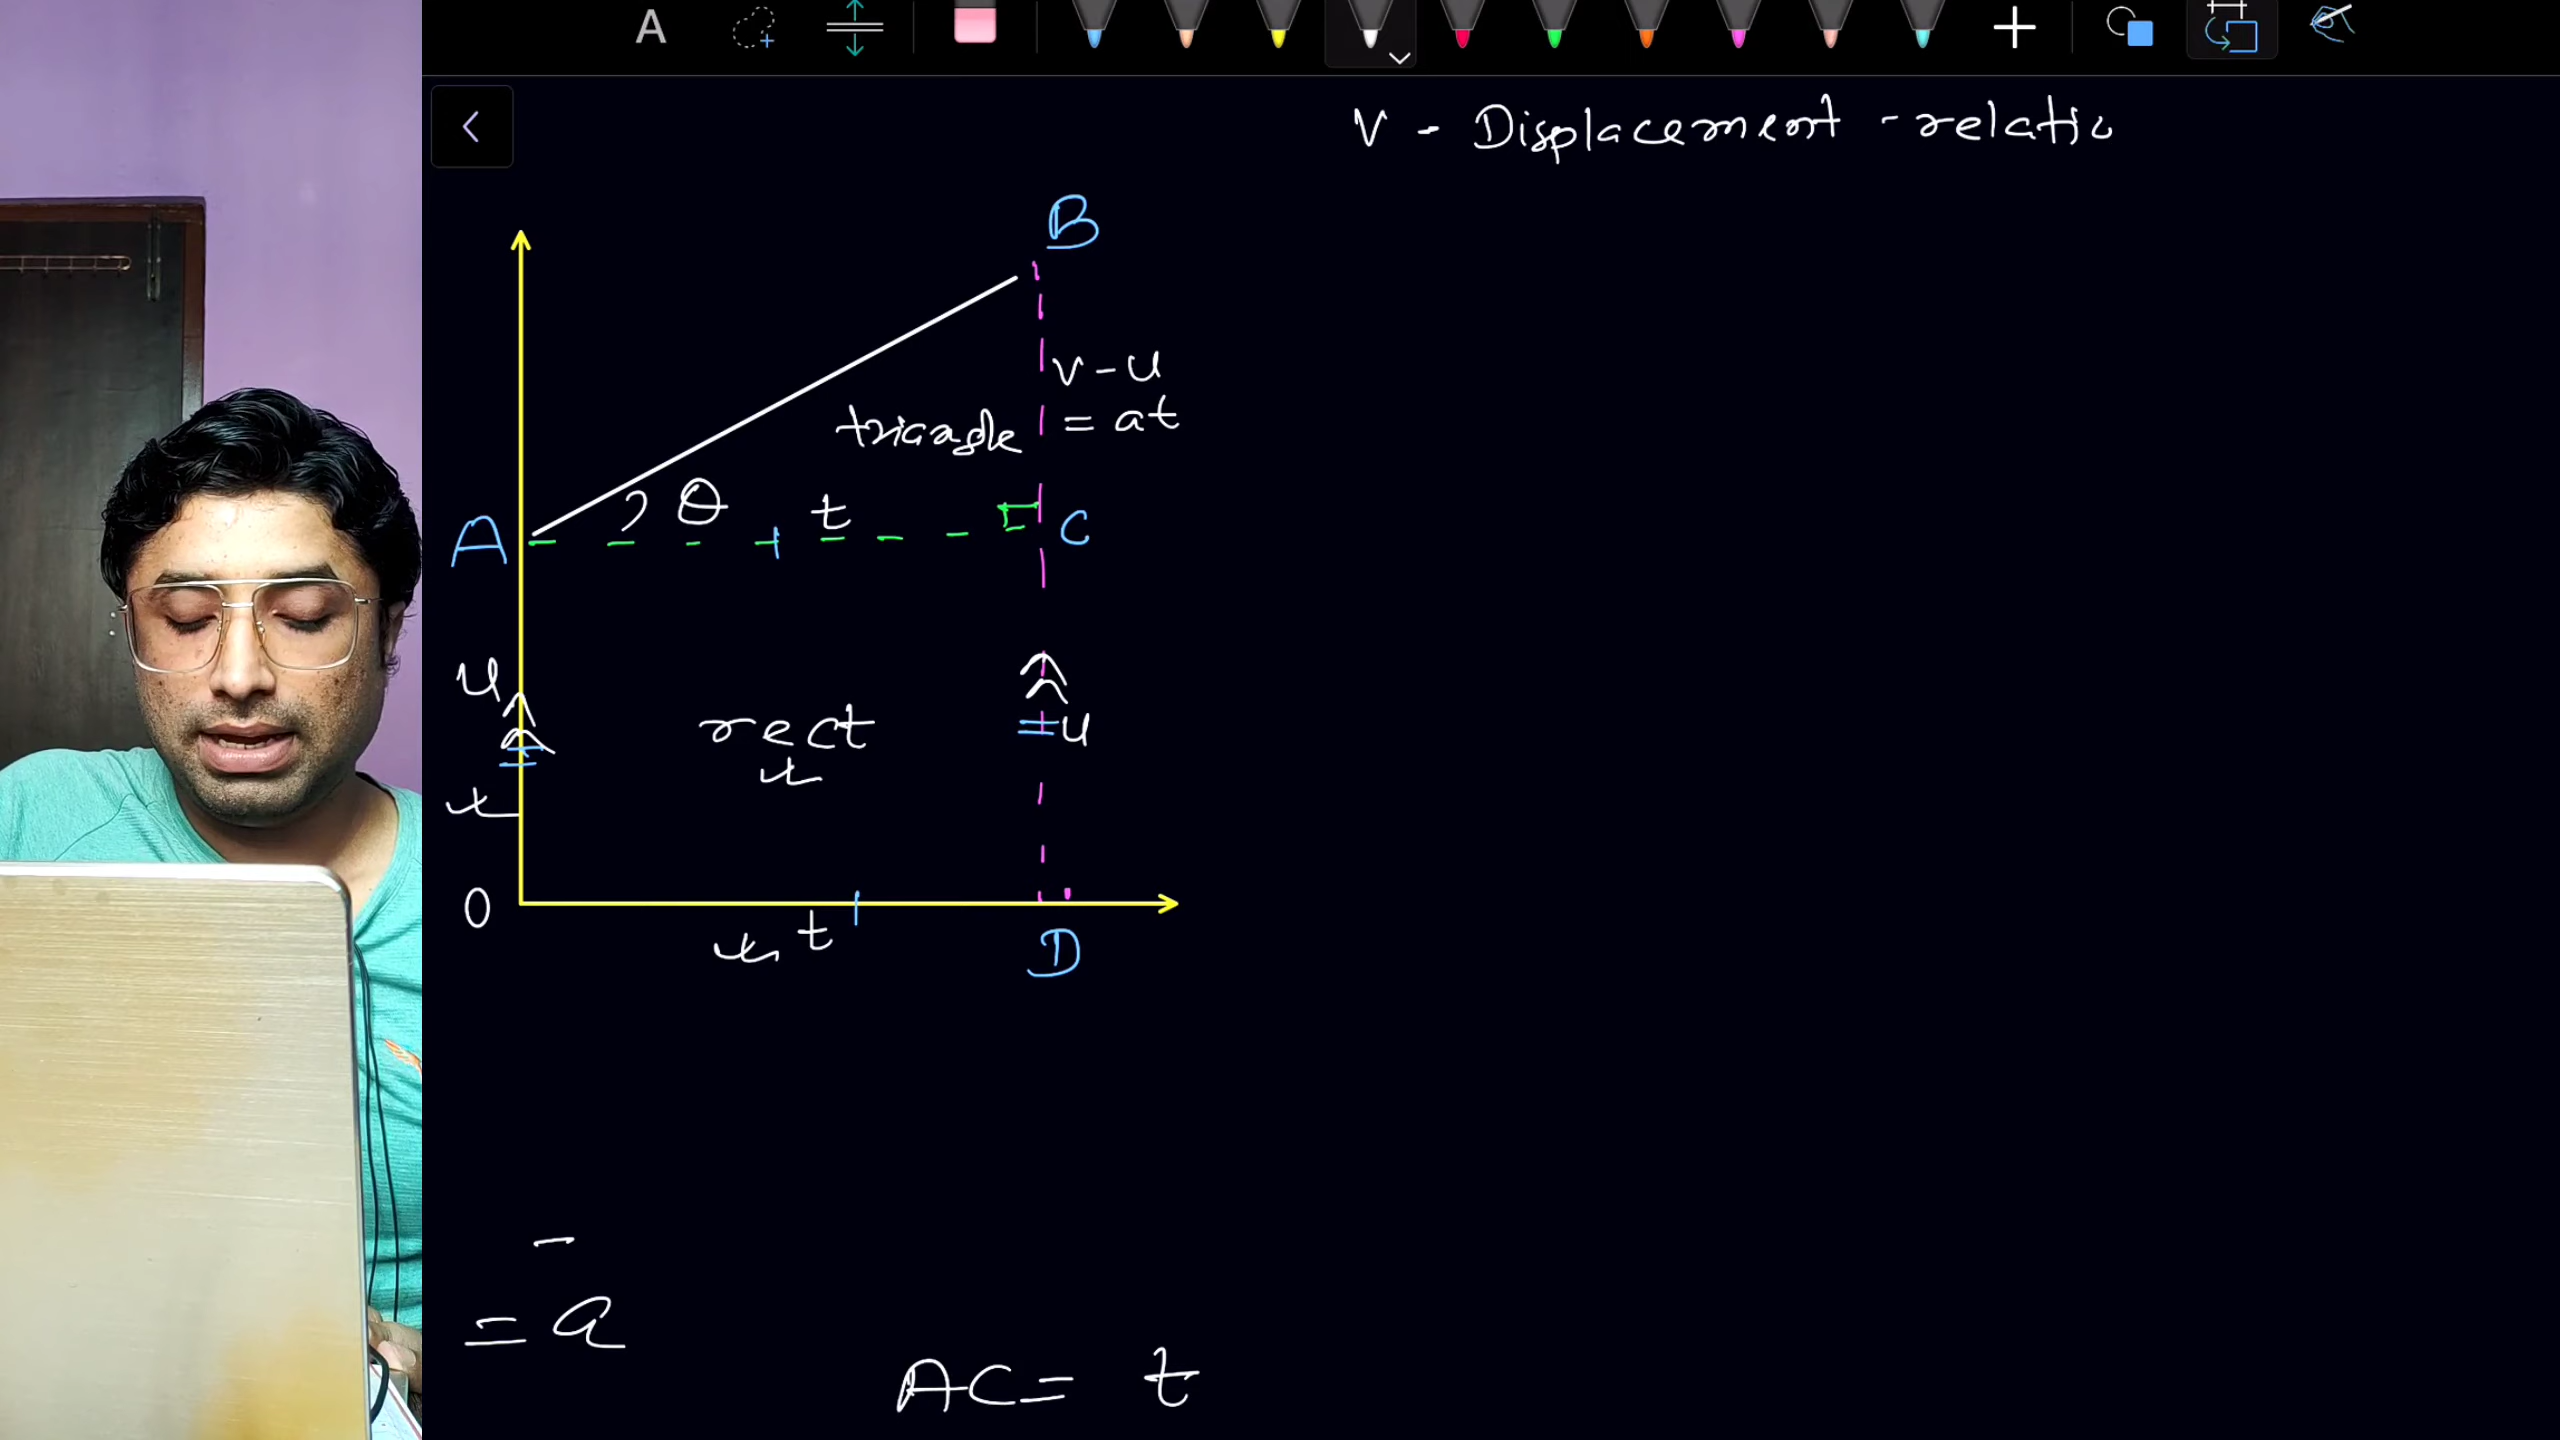 A
V - Displacement - relatio
B
v - u
= at
triangle
θ t
A
C
u
rect
u
0
t
D
= a
AC = t